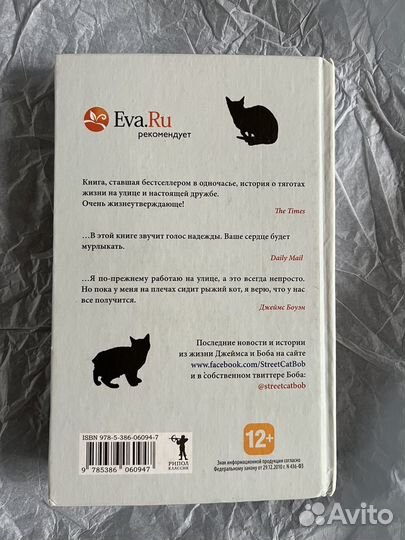 Eva.Ru
рекомендует
Книга, ставшая бестселлером в одночасье, история о тяготах
жизни на улице и настоящей дружбе.
Очень жизнеутверждающе!
The Times
...В этой книге звучит голос надежды. Ваше сердце будет
мурлыкать.
Daily Mail
...Я по-прежнему работаю на улице, а это всегда непросто.
Но пока у меня на плечах сидит рыжий кот, я верю, что у нас
все получится.
Джеймс Боуэн
Последние новости и истории
из жизни Джеймса и Боба на сайте
www.facebook.com/StreetCatBob
и в собственном твиттере Боба:
@streetcatbob
ISBN 978-5-386-06094-7
9 785386 060947
РИПОЛ
КЛАССИК
12+
Знак информационной продукции согласно
Федеральному закону от 29.12.2010 г. N 436-ФЗ
Avito